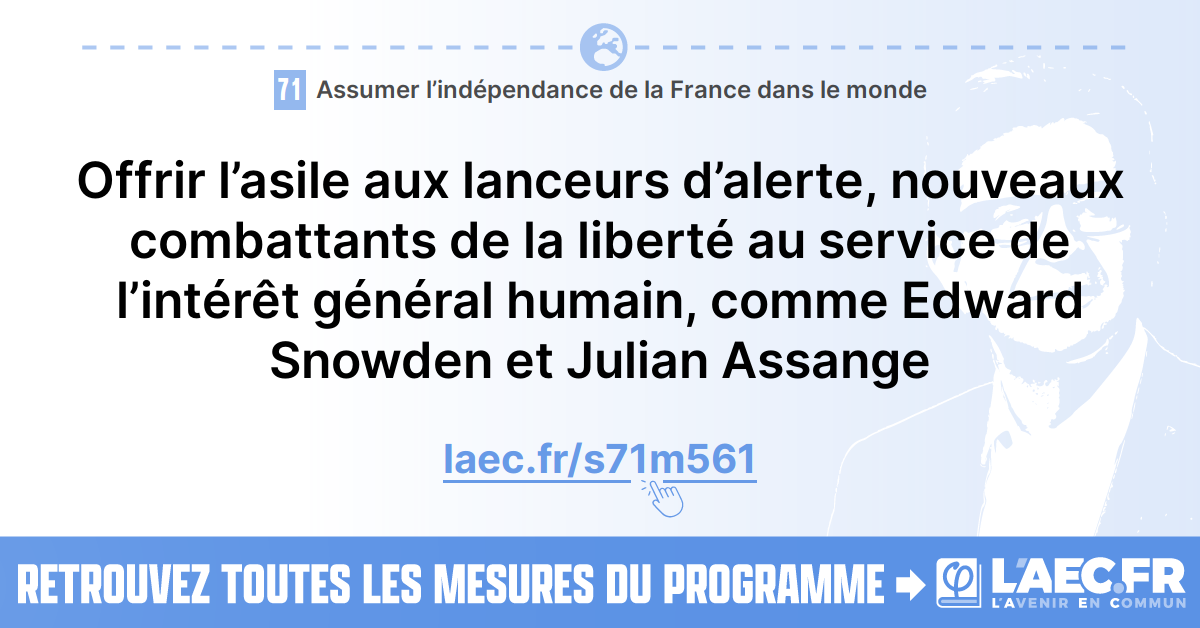 71 Assumer l’indépendance de la France dans le monde
Offrir l’asile aux lanceurs d’alerte, nouveaux
combattants de la liberté au service de
l’intérêt général humain, comme Edward
Snowden et Julian Assange
laec.fr/s71m561
RETROUVEZ TOUTES LES MESURES DU PROGRAMME
φ L’AEC.FR
L’AVENIR EN COMMUN